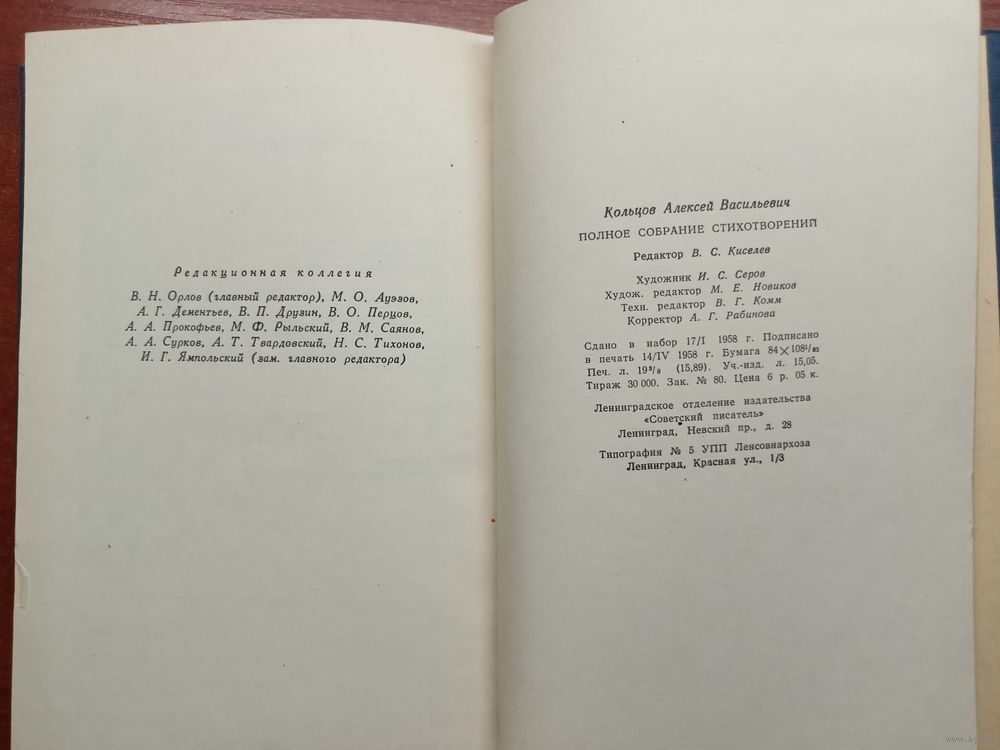 Редакционная коллегия
В. Н. Орлов (главный редактор), М. О. Ауэзов,
А. Г. Дементьев, В. П. Друзин, В. О. Перцов,
А. А. Прокофьев, М. Ф. Рыльский, В. М. Саянов,
А. А. Сурков, А. Т. Твардовский, Н. С. Тихонов,
И. Г. Ямпольский (зам. главного редактора)
Кольцов Алексей Васильевич
ПОЛНОЕ СОБРАНИЕ СТИХОТВОРЕНИЙ
Редактор В. С. Киселев
Художник И. С. Серов
Худож. редактор М. Е. Новиков
Техн. редактор В. Г. Комм
Корректор А. Г. Рабинова
Сдано в набор 17/I 1958 г. Подписано
в печать 14/IV 1958 г. Бумага 84×108¹/₃₂
Печ. л. 19³/₈ (15,89). Уч.-изд. л. 15,05.
Тираж 30 000. Зак. № 80. Цена 6 р. 05 к.
Ленинградское отделение издательства
«Советский писатель»
Ленинград, Невский пр., д. 28
Типография № 5 УПП Ленсовнархоза
Ленинград, Красная ул., 1/3